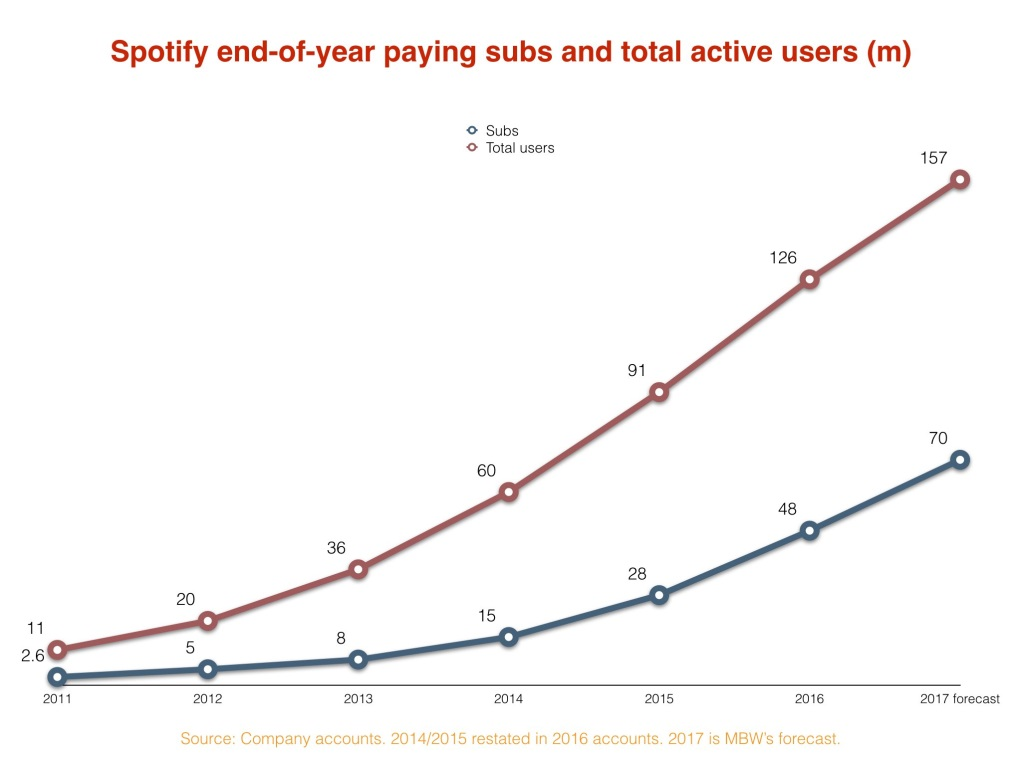 Spotify end-of-year paying subs and total active users (m)
Subs
Total users
157
126
91
70
60
48
36
28
20
15
11
8
5
2.6
2011 2012 2013 2014 2015 2016 2017 forecast
Source: Company accounts. 2014/2015 restated in 2016 accounts. 2017 is MBW's forecast.